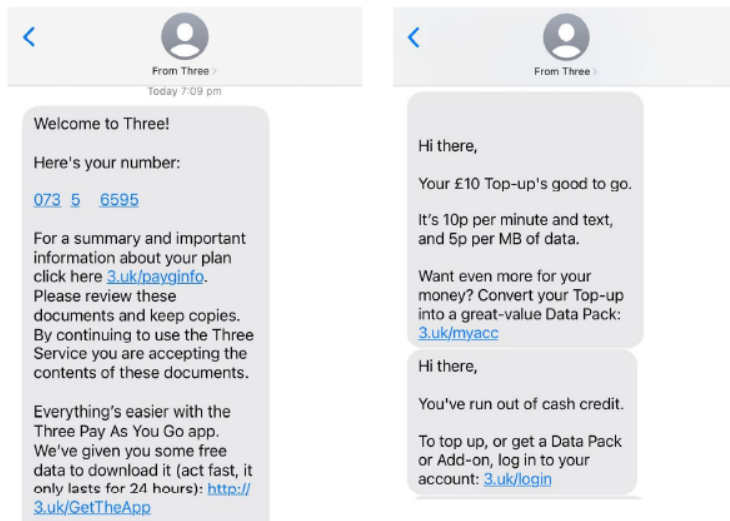 From Three >
Today 7:09 pm
Welcome to Three!
Here's your number:
073 5 6595
For a summary and important
information about your plan
click here 3.uk/payginfo.
Please review these
documents and keep copies.
By continuing to use the Three
Service you are accepting the
contents of these documents.
Everything's easier with the
Three Pay As You Go app.
We've given you some free
data to download it (act fast, it
only lasts for 24 hours): http://
3.uk/GetTheApp
From Three >
Hi there,
Your £10 Top-up's good to go.
It's 10p per minute and text,
and 5p per MB of data.
Want even more for your
money? Convert your Top-up
into a great-value Data Pack:
3.uk/myacc
Hi there,
You've run out of cash credit.
To top up, or get a Data Pack
or Add-on, log in to your
account: 3.uk/login